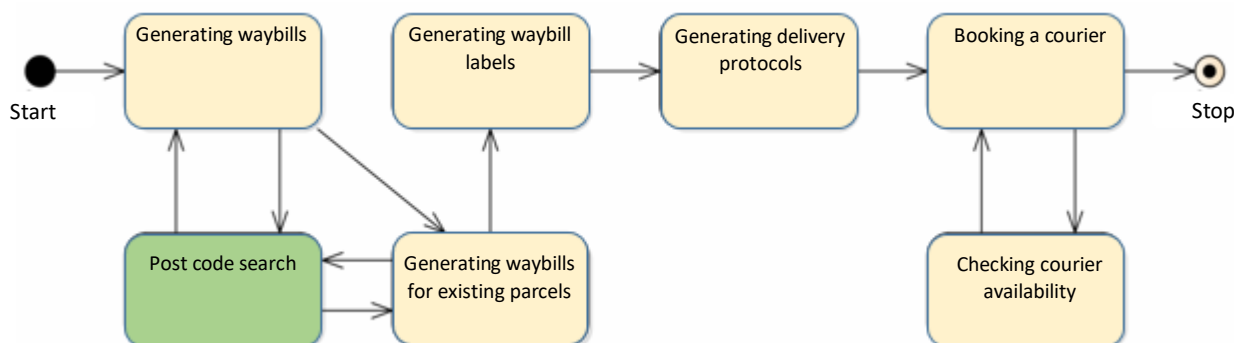 Generating waybills
Generating waybill
labels
Generating delivery
protocols
Booking a courier
Start
Stop
Post code search
Generating waybills
for existing parcels
Checking courier
availability